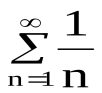 ∞
∑ 1/n
n=1